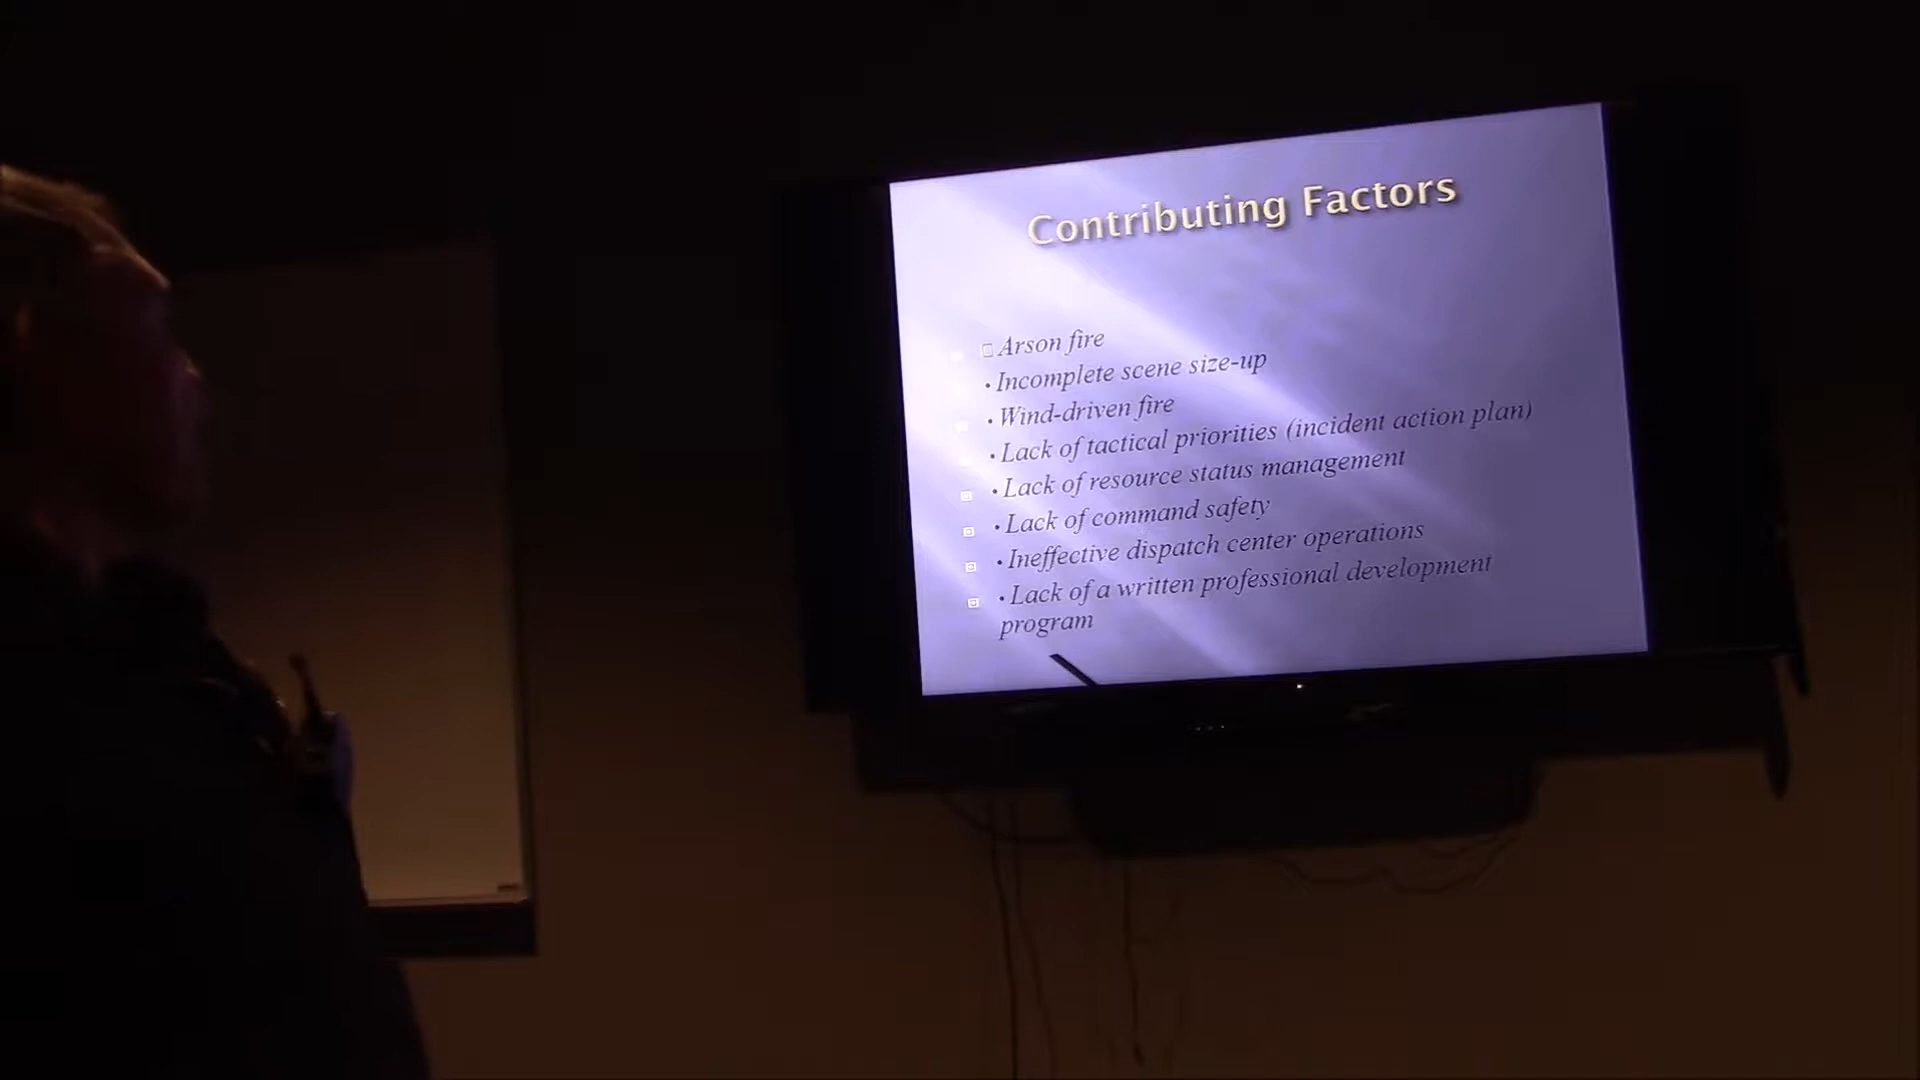 Contributing Factors
Arson fire
• Incomplete scene size-up
• Wind-driven fire
• Lack of tactical priorities (incident action plan)
• Lack of resource status management
• Lack of command safety
• Ineffective dispatch center operations
• Lack of a written professional development
program